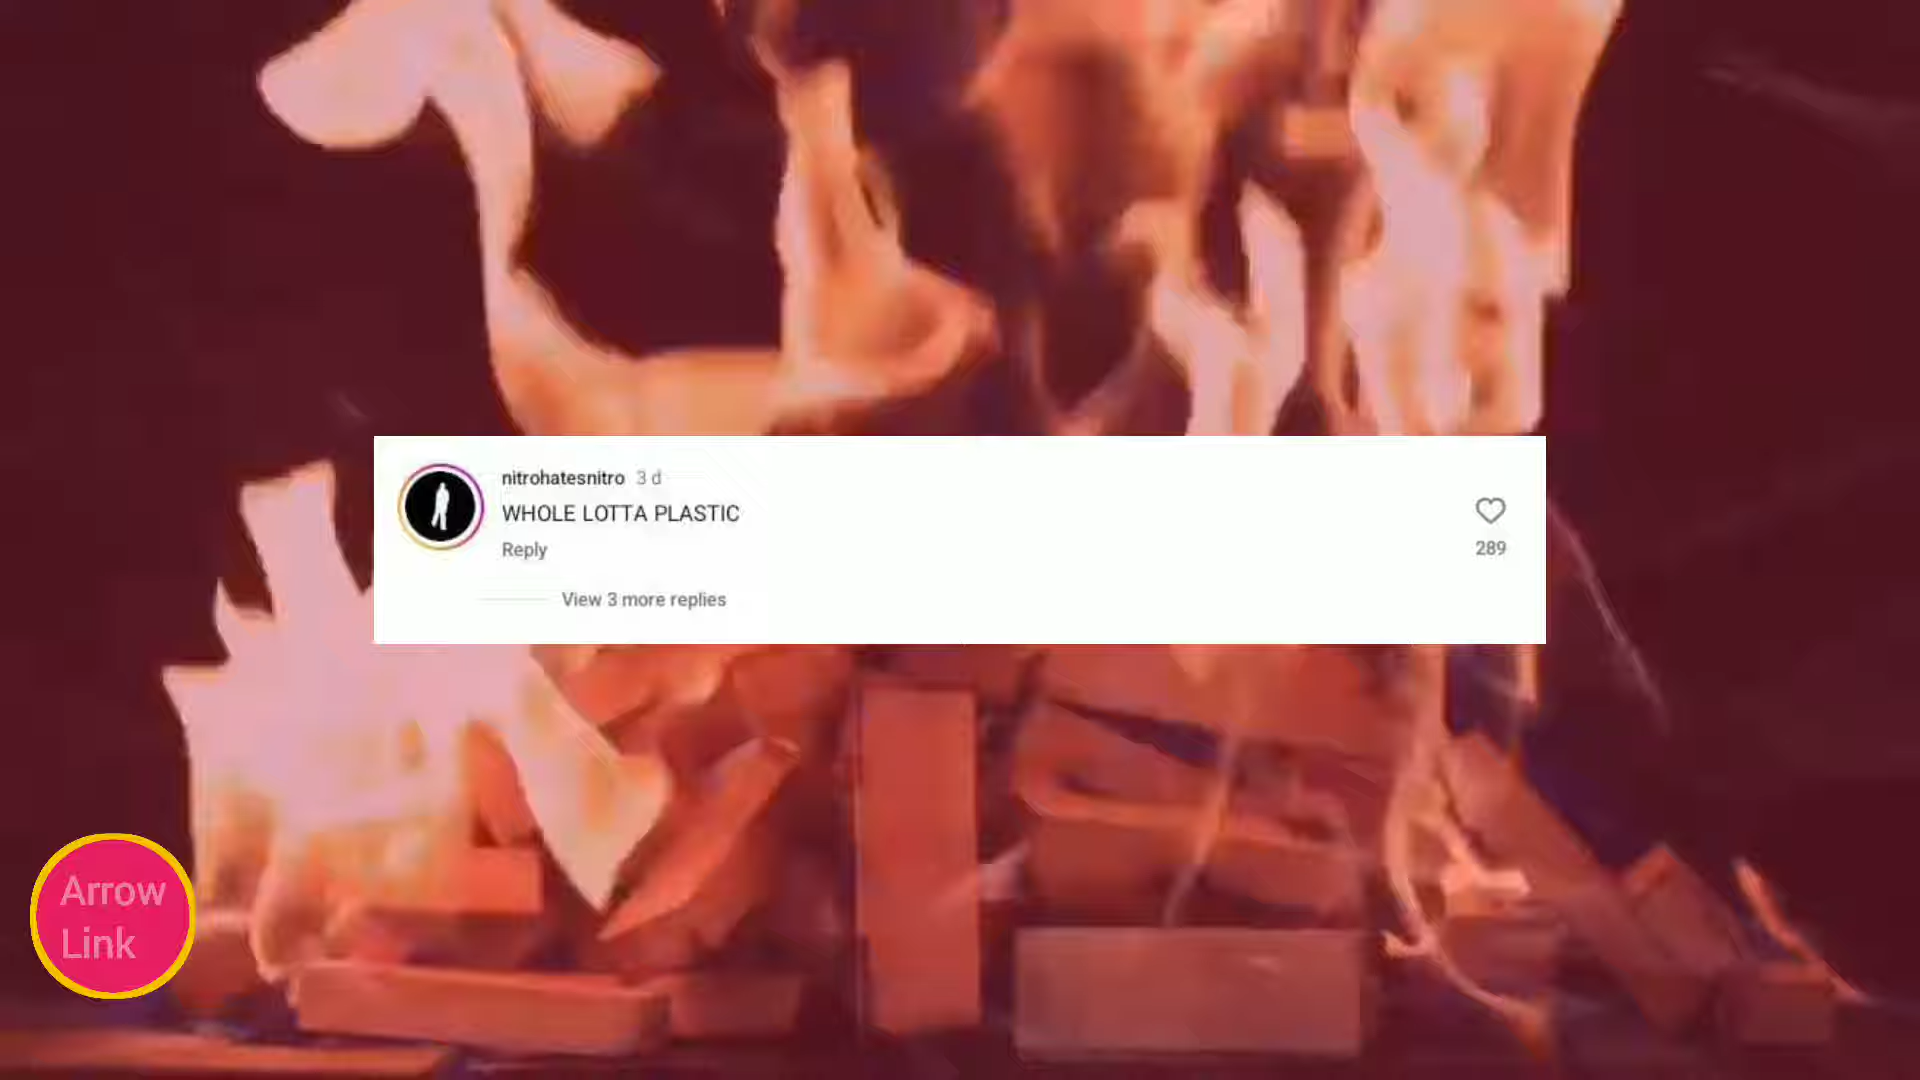 nitrohatesnitro 3 d
WHOLE LOTTA PLASTIC
Reply
289
View 3 more replies
Arrow
Link